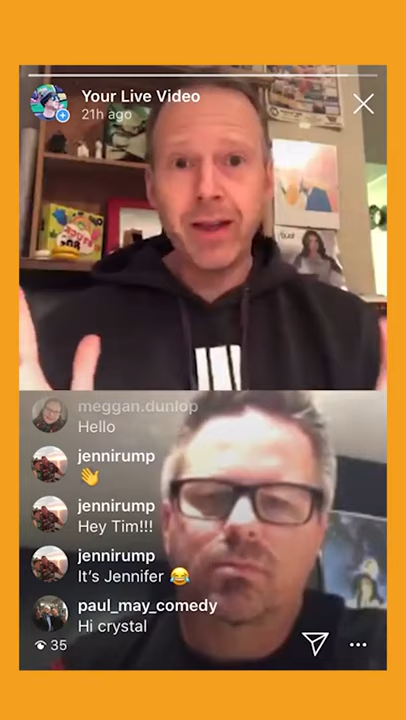 Your Live Video
21h ago
meggan.dunlop
Hello
jennirump
👋
jennirump
Hey Tim!!!
jennirump
It's Jennifer 😂
paul_may_comedy
Hi crystal
35